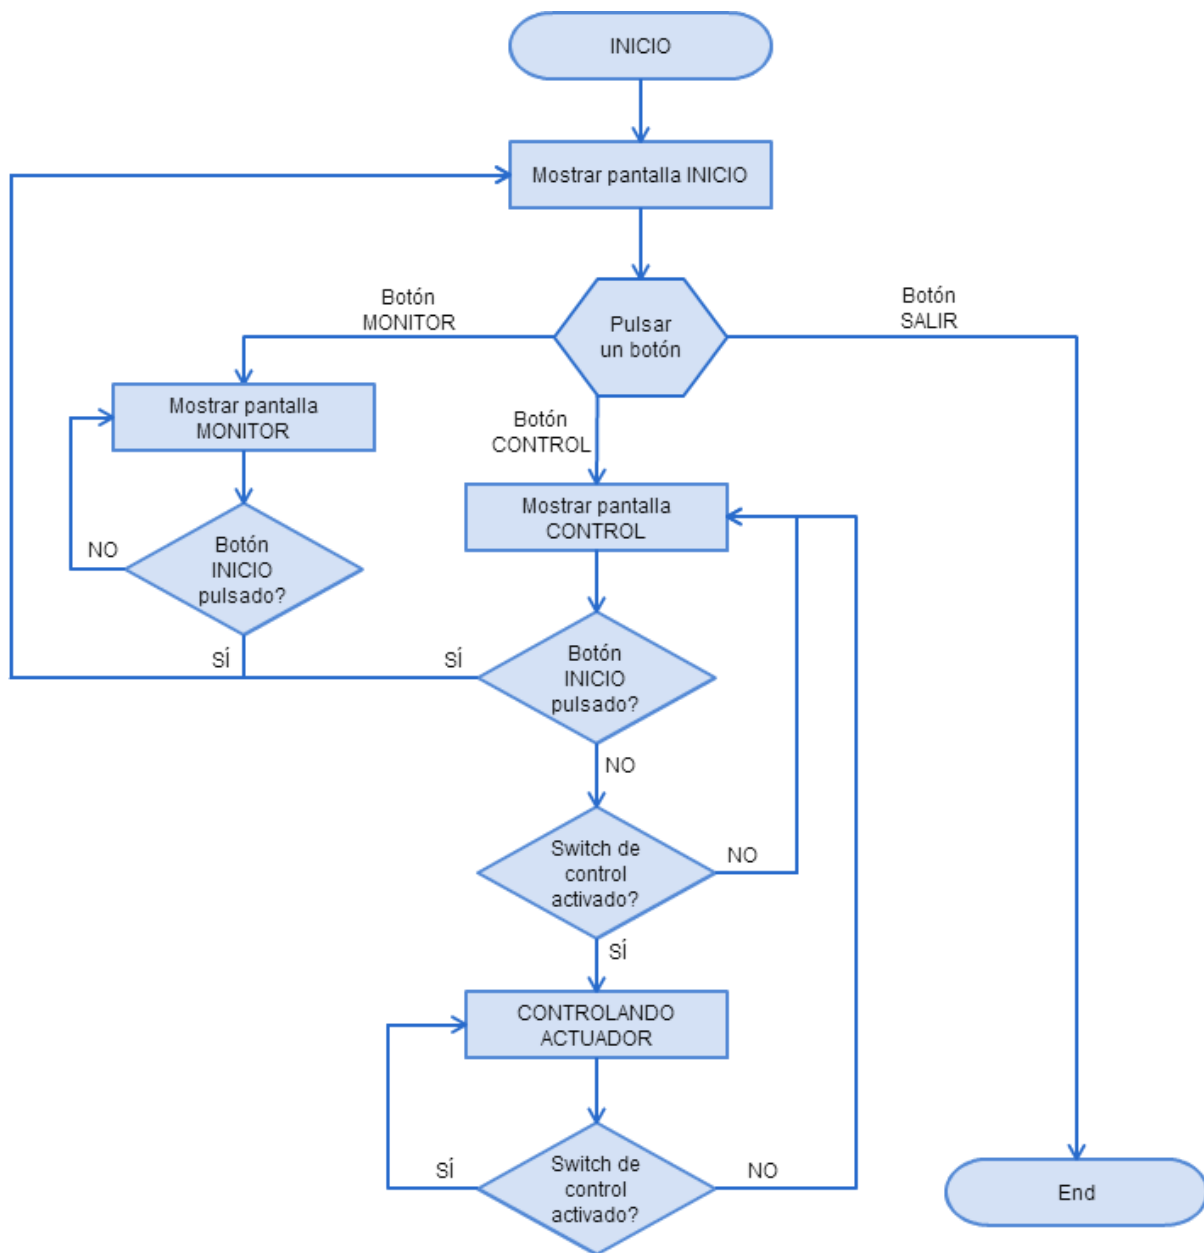 INICIO
Mostrar pantalla INICIO
Botón
MONITOR
Pulsar
un botón
Botón
SALIR
Mostrar pantalla
MONITOR
Botón
CONTROL
Mostrar pantalla
CONTROL
NO
Botón
INICIO
pulsado?
SÍ
SÍ
Botón
INICIO
pulsado?
NO
Switch de
control
activado?
NO
SÍ
CONTROLANDO
ACTUADOR
SÍ
Switch de
control
activado?
NO
End